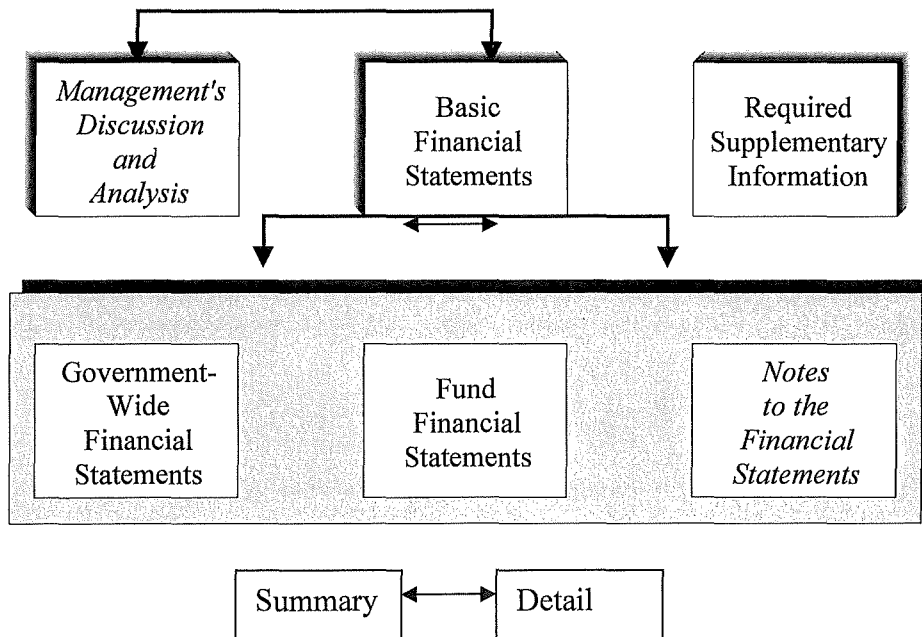 Management's
Discussion
and
Analysis
Basic
Financial
Statements
Required
Supplementary
Information
Government-
Wide
Financial
Statements
Fund
Financial
Statements
Notes
to the
Financial
Statements
Summary
Detail